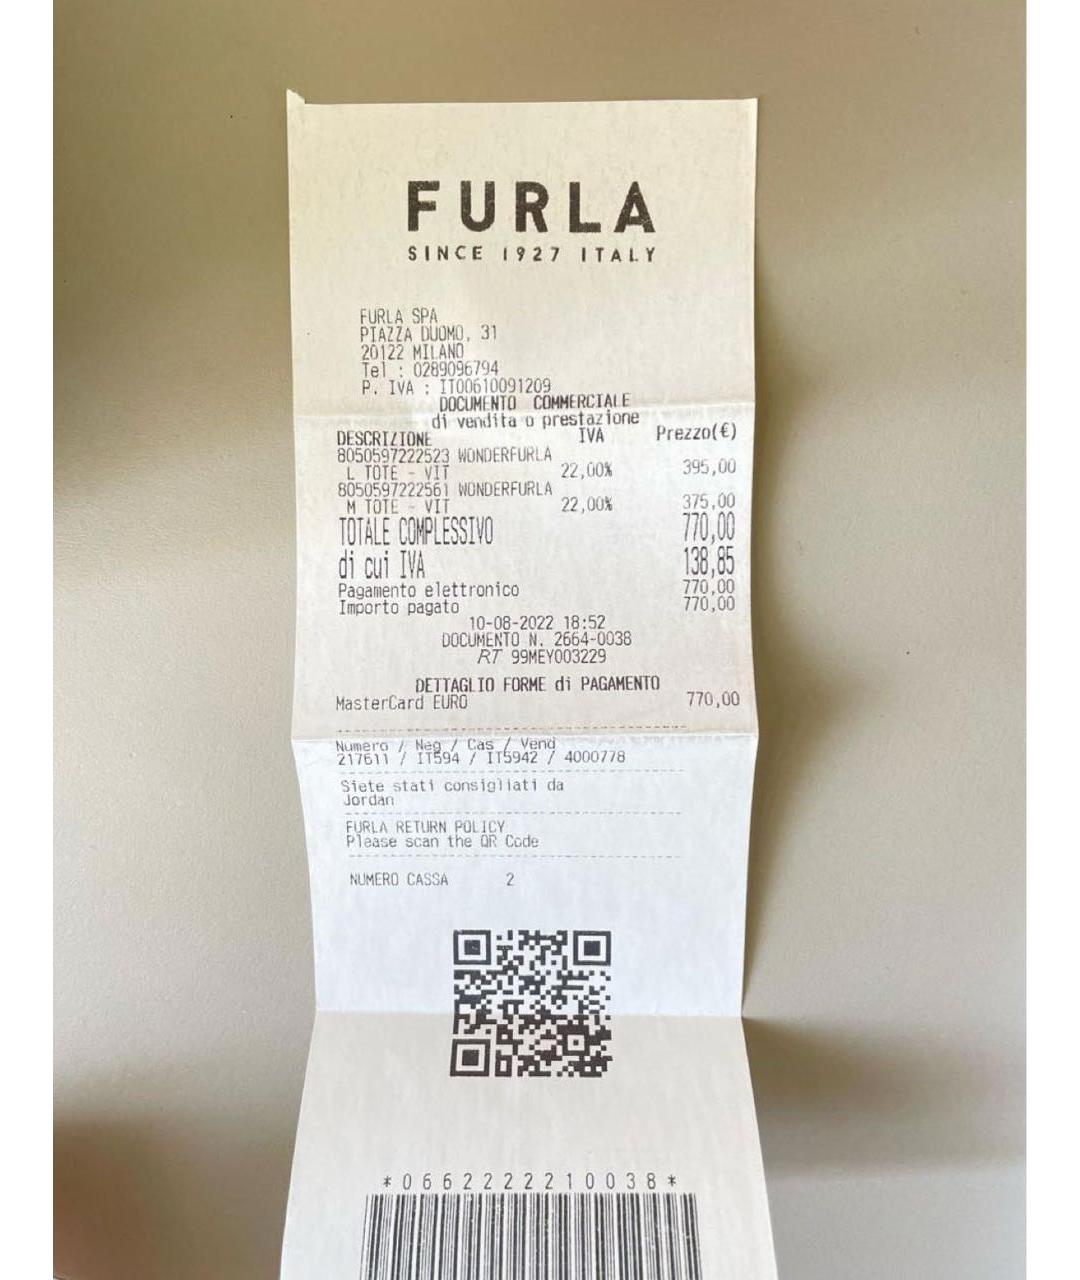 FURLA
SINCE 1927 ITALY
FURLA SPA
PIAZZA DUOMO, 31
20122 MILANO
Tel : 0289096794
P. IVA : IT00610091209
DOCUMENTO COMMERCIALE
di vendita o prestazione
DESCRIZIONE IVA Prezzo(€)
8050597222523 WONDERFURLA
L TOTE - VIT 22,00% 395,00
8050597222561 WONDERFURLA
M TOTE - VIT 22,00% 375,00
TOTALE COMPLESSIVO 770,00
di cui IVA 138,85
Pagamento elettronico 770,00
Importo pagato 770,00
10-08-2022 18:52
DOCUMENTO N. 2664-0038
RT 99MEY003229
DETTAGLIO FORME di PAGAMENTO
MasterCard EURO 770,00
Numero / Neg / Cas / Vend
217611 / IT594 / IT5942 / 4000778
Siete stati consigliati da
Jordan
FURLA RETURN POLICY
Please scan the QR Code
NUMERO CASSA 2
*0662222210038*